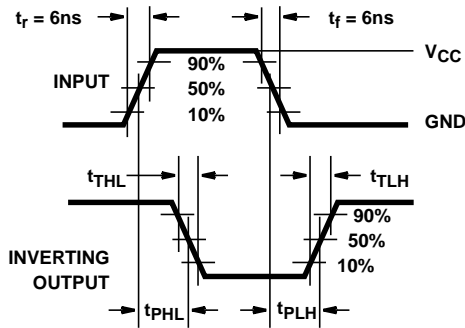 t_r = 6ns t_f = 6ns
V_CC
90%
INPUT 50%
10%
GND
t_THL t_TLH
90%
50%
INVERTING 10%
OUTPUT
t_PHL t_PLH